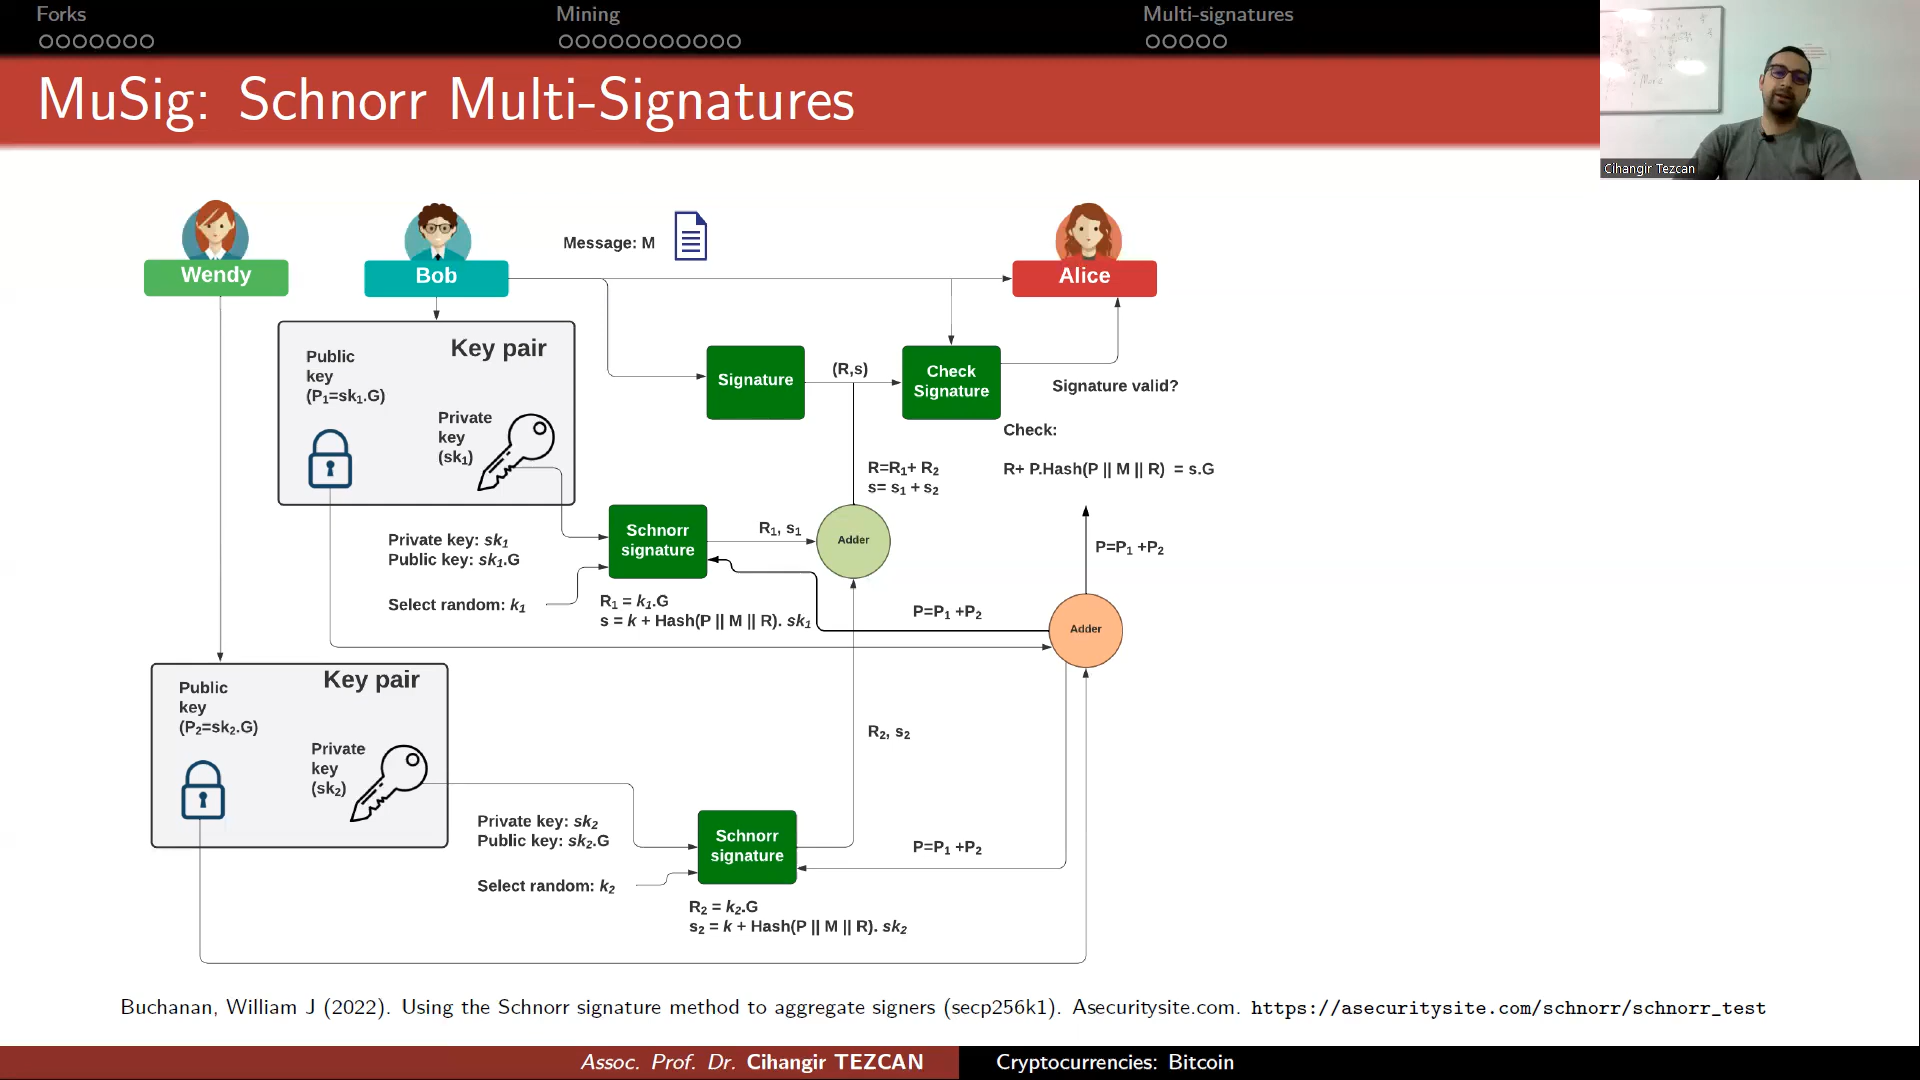 Forks
Mining
Multi-signatures
MuSig: Schnorr Multi-Signatures
Cihangir Tezcan
Wendy
Bob
Message: M
Alice
Key pair
Public
key
(P₁=sk₁.G)
Private
key
(sk₁)
Signature
(R,s)
Check
Signature
Signature valid?
Check:
R+ P.Hash(P || M || R) = s.G
R=R₁+ R₂
s= s₁ + s₂
Private key: sk₁
Public key: sk₁.G
Select random: k₁
Schnorr
signature
R₁, s₁
Adder
P=P₁ +P₂
R₁ = k₁.G
s = k + Hash(P || M || R). sk₁
P=P₁ +P₂
Adder
Key pair
Public
key
(P₂=sk₂.G)
Private
key
(sk₂)
R₂, s₂
Private key: sk₂
Public key: sk₂.G
Select random: k₂
Schnorr
signature
P=P₁ +P₂
R₂ = k₂.G
s₂ = k + Hash(P || M || R). sk₂
Buchanan, William J (2022). Using the Schnorr signature method to aggregate signers (secp256k1). Asecuritysite.com. https://asecuritysite.com/schnorr/schnorr_test
Assoc. Prof. Dr. Cihangir TEZCAN
Cryptocurrencies: Bitcoin